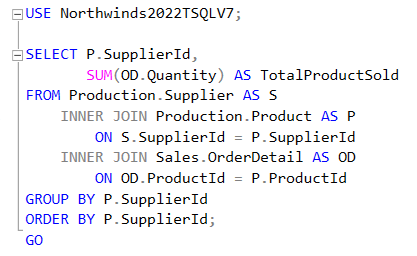 USE Northwinds2022TSQLV7;
SELECT P.SupplierId,
SUM(OD.Quantity) AS TotalProductSold
FROM Production.Supplier AS S
INNER JOIN Production.Product AS P
ON S.SupplierId = P.SupplierId
INNER JOIN Sales.OrderDetail AS OD
ON OD.ProductId = P.ProductId
GROUP BY P.SupplierId
ORDER BY P.SupplierId;
GO